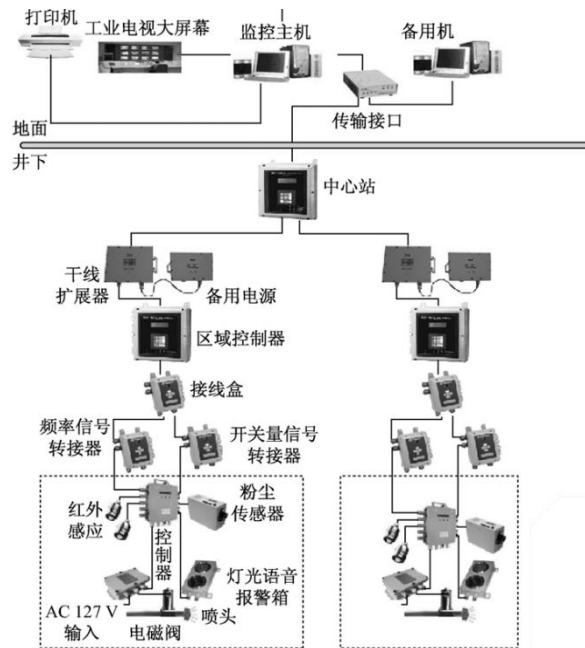 打印机
工业电视大屏幕
监控主机
备用机
传输接口
地面
井下
中心站
干线
扩展器
备用电源
区域控制器
接线盒
频率信号
转接器
开关量信号
转接器
红外
感应
控制器
粉尘
传感器
灯光语音
报警箱
AC 127 V
输入
电磁阀
喷头